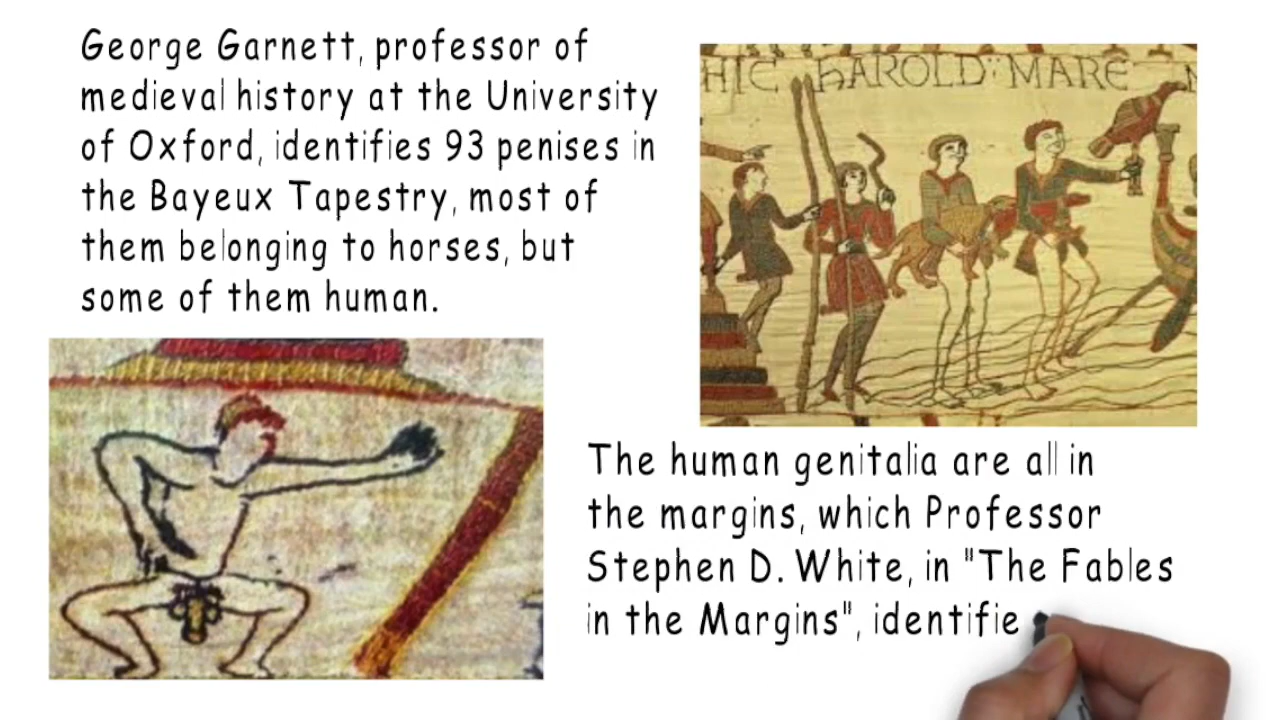 George Garnett, professor of
medieval history at the University
of Oxford, identifies 93 penises in
the Bayeux Tapestry, most of
them belonging to horses, but
some of them human.
HIC hAROLD: MARE
The human genitalia are all in
the margins, which Professor
Stephen D. White, in "The Fables
in the Margins", identifie